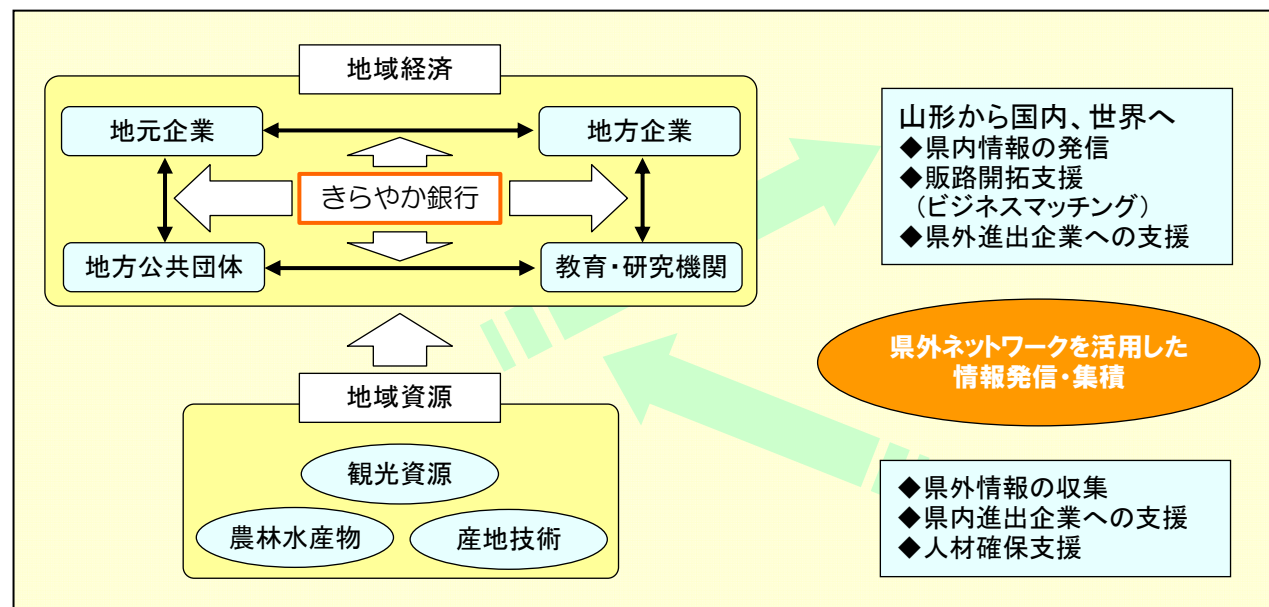 地域経済
地元企業
地方企業
きらやか銀行
地方公共団体
教育・研究機関
地域資源
観光資源
農林水産物
産地技術
山形から国内、世界へ
◆県内情報の発信
◆販路開拓支援
（ビジネスマッチング）
◆県外進出企業への支援
県外ネットワークを活用した
情報発信・集積
◆県外情報の収集
◆県内進出企業への支援
◆人材確保支援